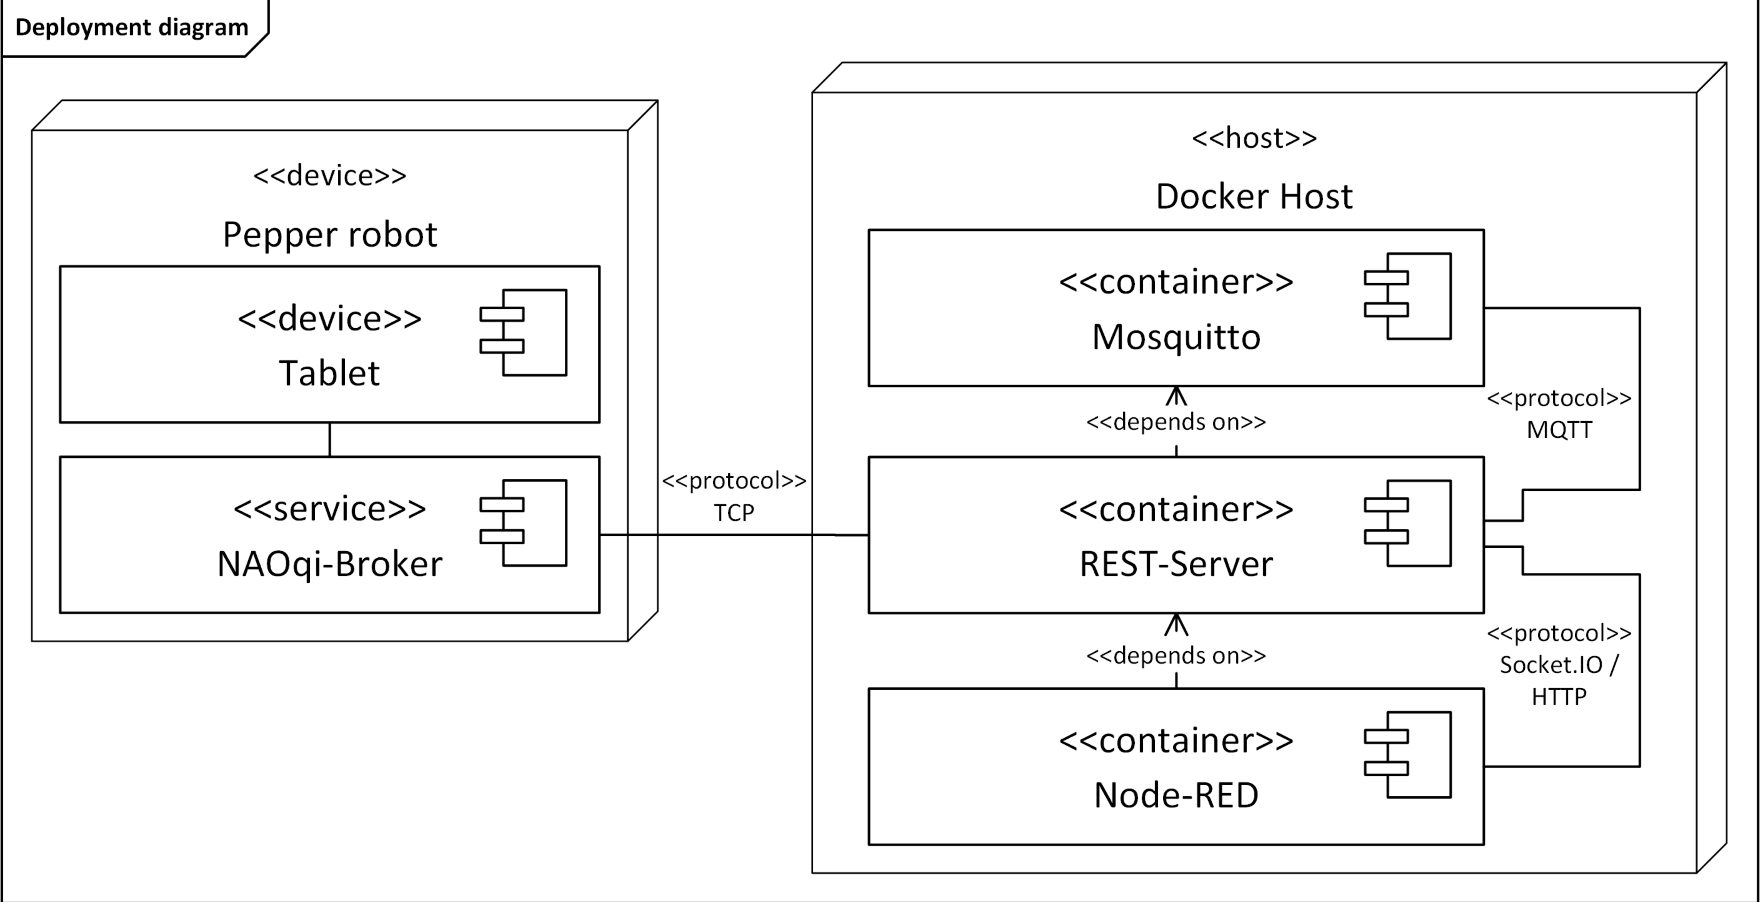 Deployment diagram
<<device>>
Pepper robot
<<device>>
Tablet
<<service>>
NAOqi-Broker
<<protocol>>
TCP
<<host>>
Docker Host
<<container>>
Mosquitto
<<depends on>>
<<container>>
REST-Server
<<depends on>>
<<container>>
Node-RED
<<protocol>>
MQTT
<<protocol>>
Socket.IO /
HTTP